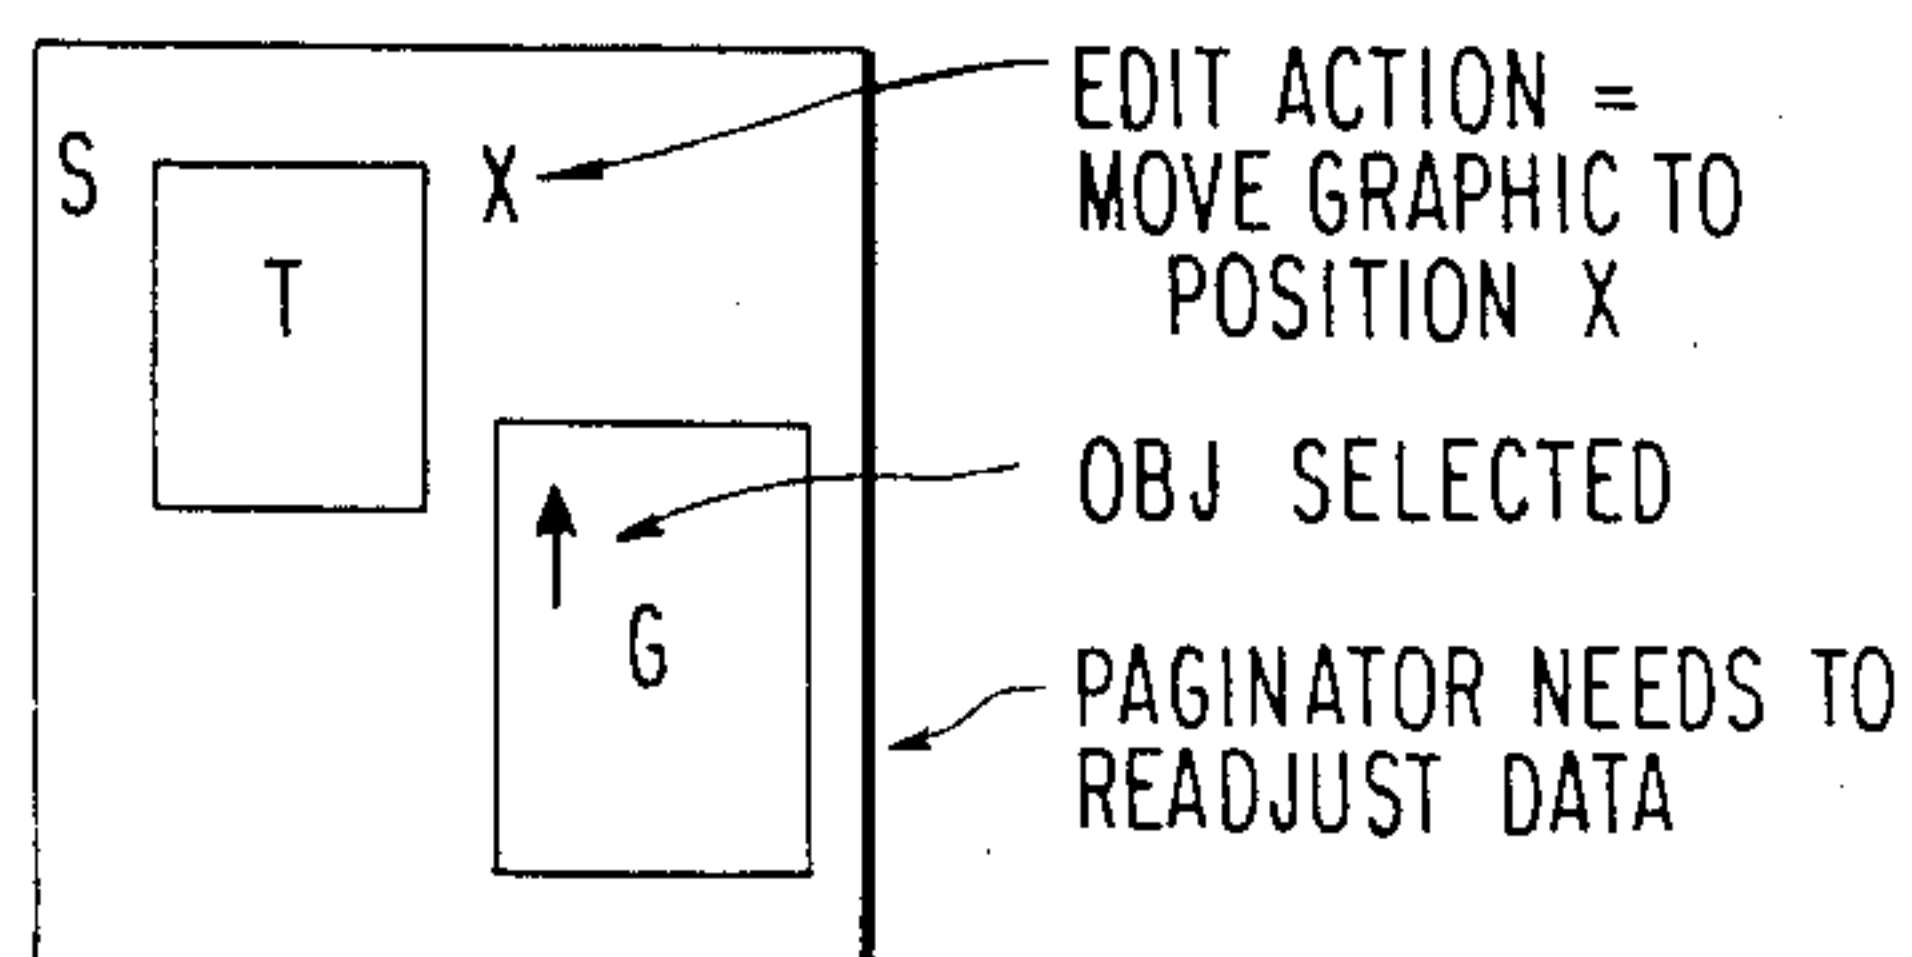 S
X
T
G
EDIT ACTION =
MOVE GRAPHIC TO
POSITION X
OBJ SELECTED
PAGINATOR NEEDS TO
READJUST DATA